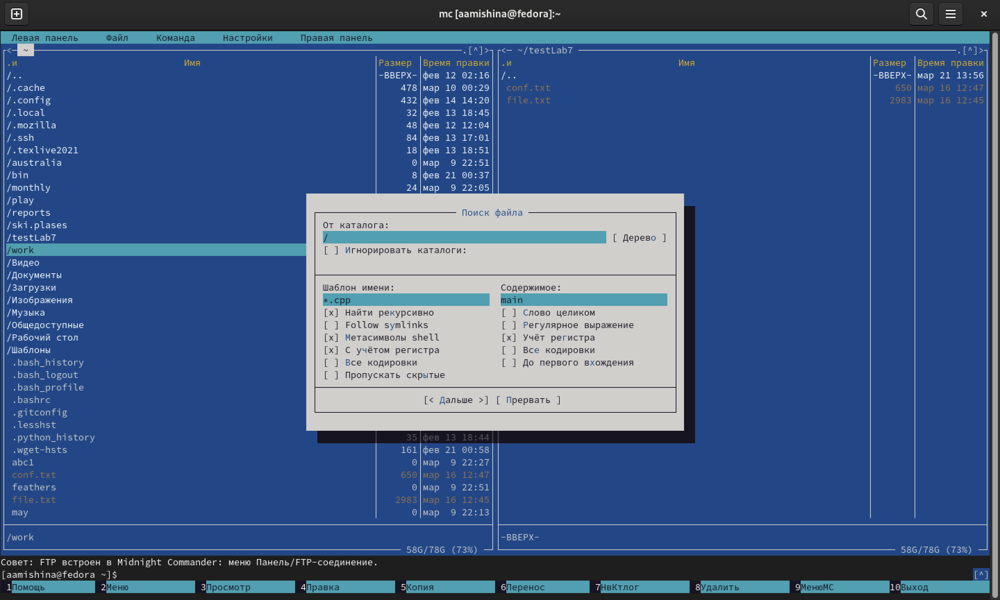 mc [aamishina@fedora]:~
Левая панель Файл Команда Настройки Правая панель
<– ~ .[^]> <– ~/testLab7 .[^]>
.и Имя Размер Время правки .и Имя Размер Время правки
/.. -ВВЕРХ- фев 12 02:16 /.. -ВВЕРХ- мар 21 13:56
/.cache 478 мар 10 00:29 conf.txt 650 мар 16 12:47
/.config 432 фев 14 14:20 file.txt 2983 мар 16 12:45
/.local 32 фев 13 18:45
/.mozilla 48 фев 12 12:04
/.ssh 84 фев 13 17:01
/.texlive2021 18 фев 13 18:51
/australia 0 мар 9 22:51
/bin 8 фев 21 00:37
/monthly 24 мар 9 22:05
/play
/reports
/ski.plases
/testLab7
/work
/Видео
/Документы
/Загрузки
/Изображения
/Музыка
/Общедоступные
/Рабочий стол
/Шаблоны
.bash_history
.bash_logout
.bash_profile
.bashrc
.gitconfig
.lesshst
.python_history 35 фев 13 18:44
.wget-hsts 161 фев 21 00:58
abc1 0 мар 9 22:27
conf.txt 650 мар 16 12:47
feathers 0 мар 9 22:51
file.txt 2983 мар 16 12:45
may 0 мар 9 22:13
/work -ВВЕРХ-
58G/78G (73%) 58G/78G (73%)
Поиск файла
От каталога:
/ [ Дерево ]
[ ] Игнорировать каталоги:
Шаблон имени: Содержимое:
*.cpp main
[x] Найти рекурсивно [ ] Слово целиком
[ ] Follow symlinks [ ] Регулярное выражение
[x] Метасимволы shell [x] Учёт регистра
[x] С учётом регистра [ ] Все кодировки
[ ] Все кодировки [ ] До первого вхождения
[ ] Пропускать скрытые
[< Дальше >] [ Прервать ]
Совет: FTP встроен в Midnight Commander: меню Панель/FTP-соединение.
[aamishina@fedora ~]$ [^]
1Помощь 2Меню 3Просмотр 4Правка 5Копия 6Перенос 7НвКтлог 8Удалить 9МенюМС 10Выход